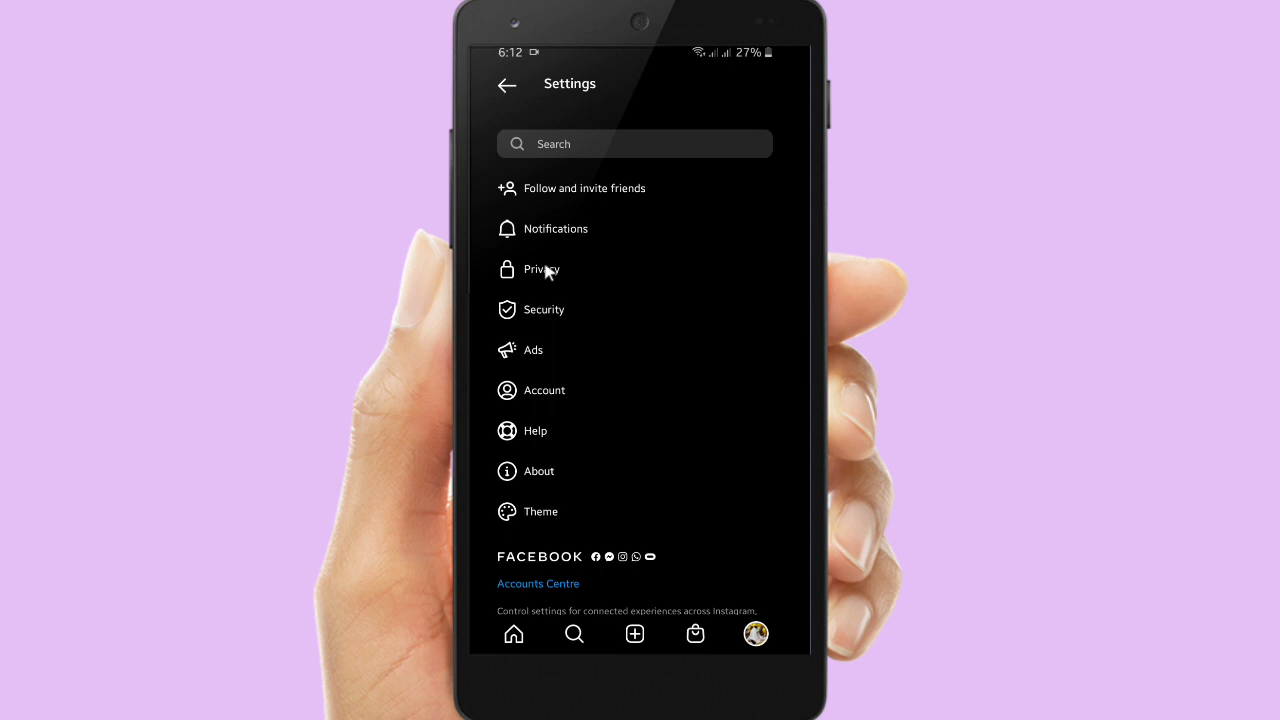 6:12 27%
Settings
Search
Follow and invite friends
Notifications
Privacy
Security
Ads
Account
Help
About
Theme
FACEBOOK
Accounts Centre
Control settings for connected experiences across Instagram,